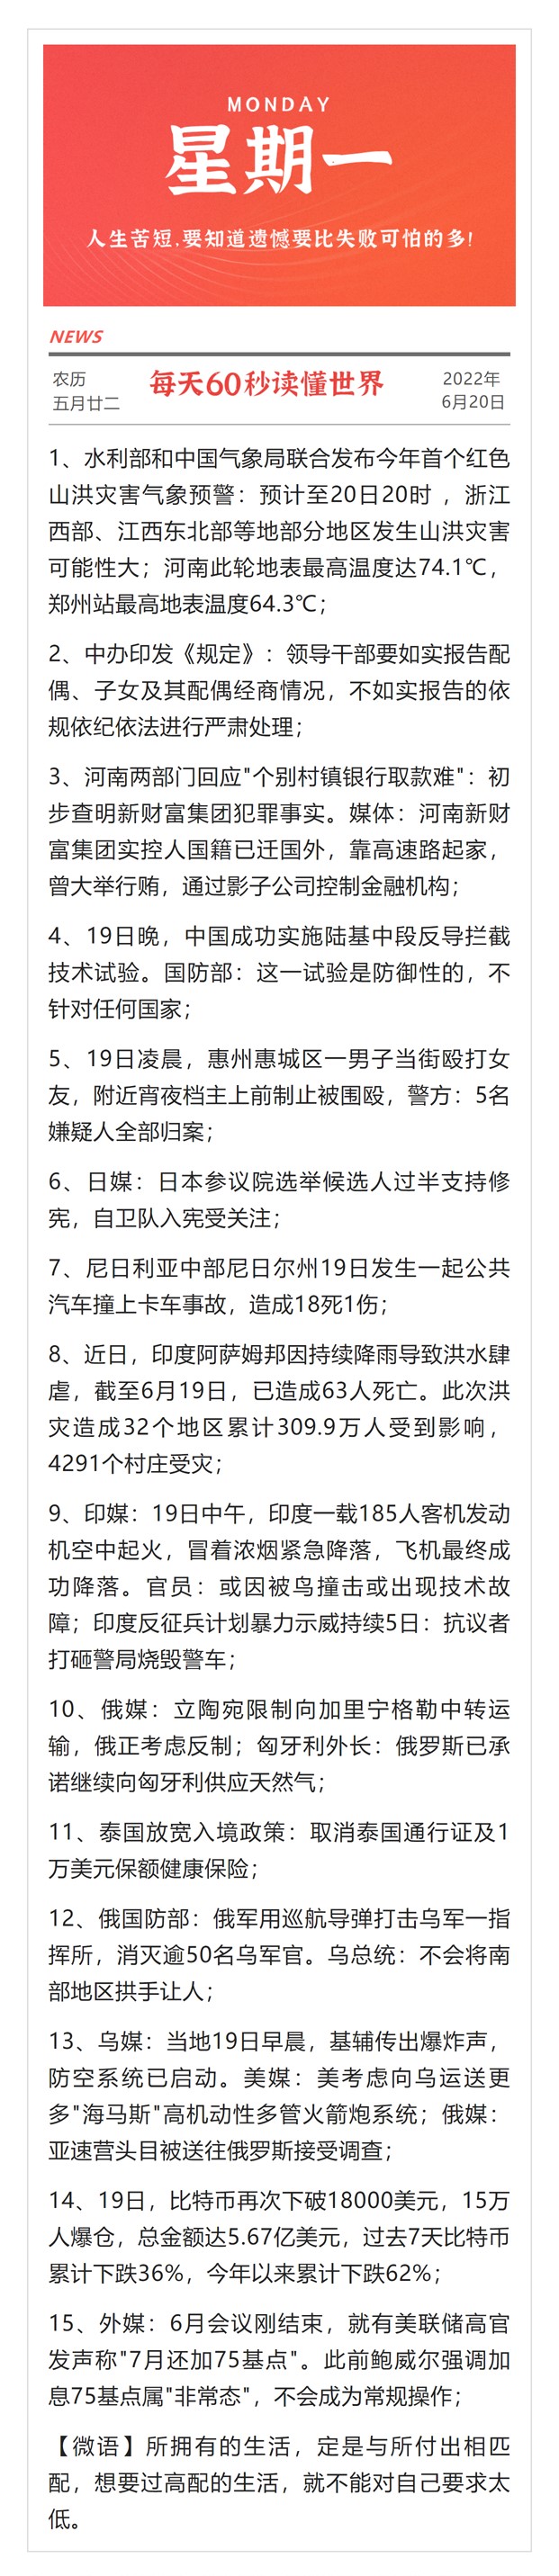 MONDAY
星期一
人生苦短,要知道遗憾要比失败可怕的多!
NEWS
农历
五月廿二
每天60秒读懂世界
2022年
6月20日
1、水利部和中国气象局联合发布今年首个红色
山洪灾害气象预警：预计至20日20时 ，浙江
西部、江西东北部等地部分地区发生山洪灾害
可能性大；河南此轮地表最高温度达74.1℃，
郑州站最高地表温度64.3℃；
2、中办印发《规定》：领导干部要如实报告配
偶、子女及其配偶经商情况，不如实报告的依
规依纪依法进行严肃处理；
3、河南两部门回应"个别村镇银行取款难"：初
步查明新财富集团犯罪事实。媒体：河南新财
富集团实控人国籍已迁国外，靠高速路起家，
曾大举行贿，通过影子公司控制金融机构；
4、19日晚，中国成功实施陆基中段反导拦截
技术试验。国防部：这一试验是防御性的，不
针对任何国家；
5、19日凌晨，惠州惠城区一男子当街殴打女
友，附近宵夜档主上前制止被围殴，警方：5名
嫌疑人全部归案；
6、日媒：日本参议院选举候选人过半支持修
宪，自卫队入宪受关注；
7、尼日利亚中部尼日尔州19日发生一起公共
汽车撞上卡车事故，造成18死1伤；
8、近日，印度阿萨姆邦因持续降雨导致洪水肆
虐，截至6月19日，已造成63人死亡。此次洪
灾造成32个地区累计309.9万人受到影响，
4291个村庄受灾；
9、印媒：19日中午，印度一载185人客机发动
机空中起火，冒着浓烟紧急降落，飞机最终成
功降落。官员：或因被鸟撞击或出现技术故
障；印度反征兵计划暴力示威持续5日：抗议者
打砸警局烧毁警车；
10、俄媒：立陶宛限制向加里宁格勒中转运
输，俄正考虑反制；匈牙利外长：俄罗斯已承
诺继续向匈牙利供应天然气；
11、泰国放宽入境政策：取消泰国通行证及1
万美元保额健康保险；
12、俄国防部：俄军用巡航导弹打击乌军一指
挥所，消灭逾50名乌军官。乌总统：不会将南
部地区拱手让人；
13、乌媒：当地19日早晨，基辅传出爆炸声，
防空系统已启动。美媒：美考虑向乌运送更
多"海马斯"高机动性多管火箭炮系统；俄媒：
亚速营头目被送往俄罗斯接受调查；
14、19日，比特币再次下破18000美元，15万
人爆仓，总金额达5.67亿美元，过去7天比特币
累计下跌36%，今年以来累计下跌62%；
15、外媒：6月会议刚结束，就有美联储高官
发声称"7月还加75基点"。此前鲍威尔强调加
息75基点属"非常态"，不会成为常规操作；
【微语】所拥有的生活，定是与所付出相匹
配，想要过高配的生活，就不能对自己要求太
低。